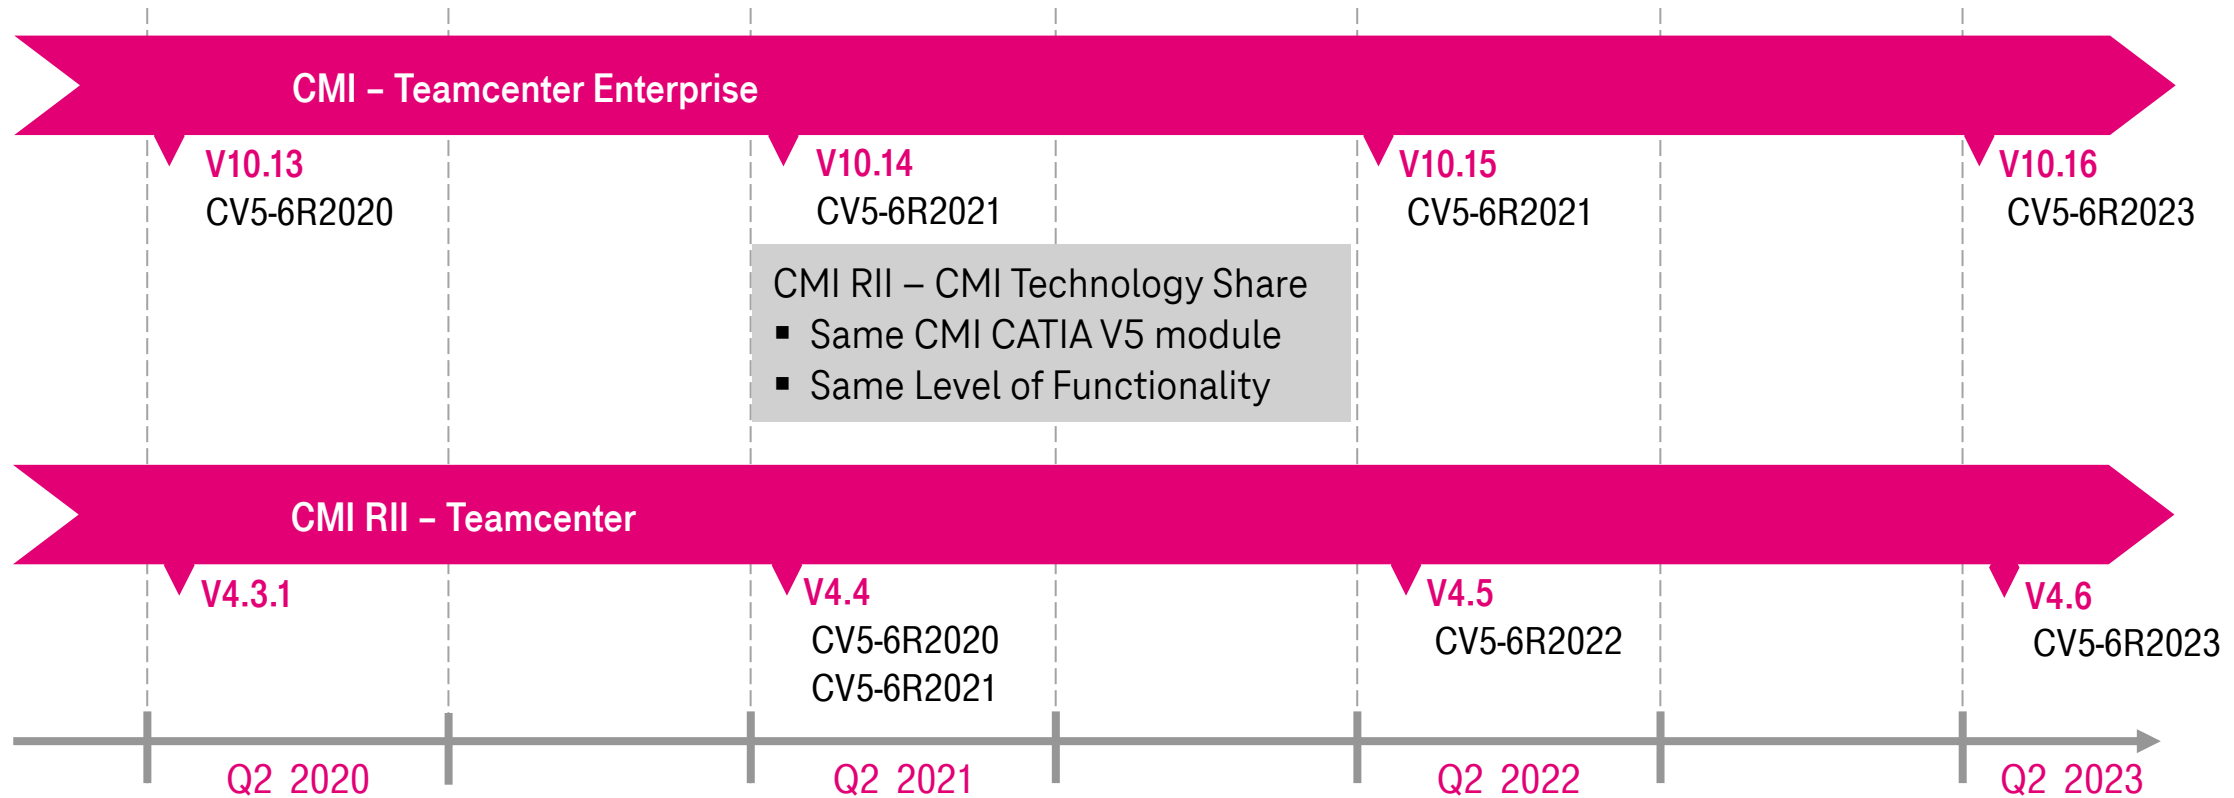 CMI – Teamcenter Enterprise
V10.13
CV5-6R2020
V10.14
CV5-6R2021
V10.15
CV5-6R2021
V10.16
CV5-6R2023
CMI RII – CMI Technology Share
▪ Same CMI CATIA V5 module
▪ Same Level of Functionality
CMI RII – Teamcenter
V4.3.1
V4.4
CV5-6R2020
CV5-6R2021
V4.5
CV5-6R2022
V4.6
CV5-6R2023
Q2 2020
Q2 2021
Q2 2022
Q2 2023